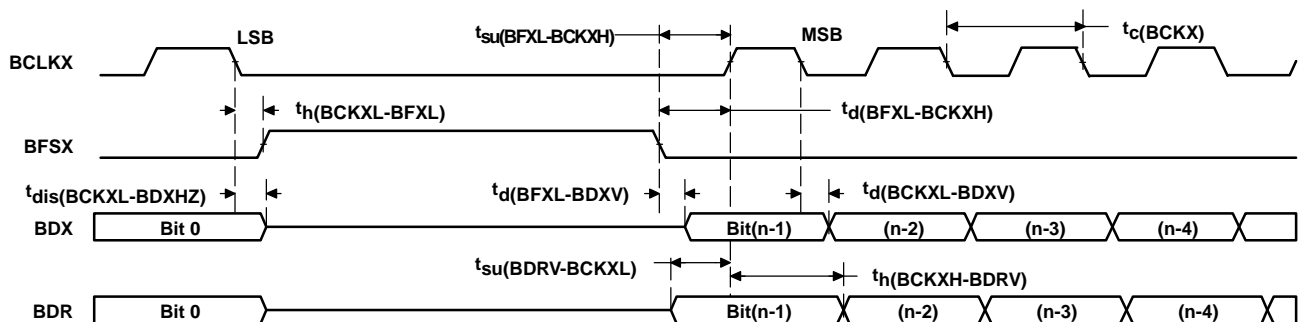 LSB
tsu(BFXL-BCKXH)
MSB
tc(BCKX)
BCLKX
th(BCKXL-BFXL)
td(BFXL-BCKXH)
BFSX
tdis(BCKXL-BDXHZ)
td(BFXL-BDXV)
td(BCKXL-BDXV)
BDX Bit 0 Bit(n-1) (n-2) (n-3) (n-4)
tsu(BDRV-BCKXL)
th(BCKXH-BDRV)
BDR Bit 0 Bit(n-1) (n-2) (n-3) (n-4)